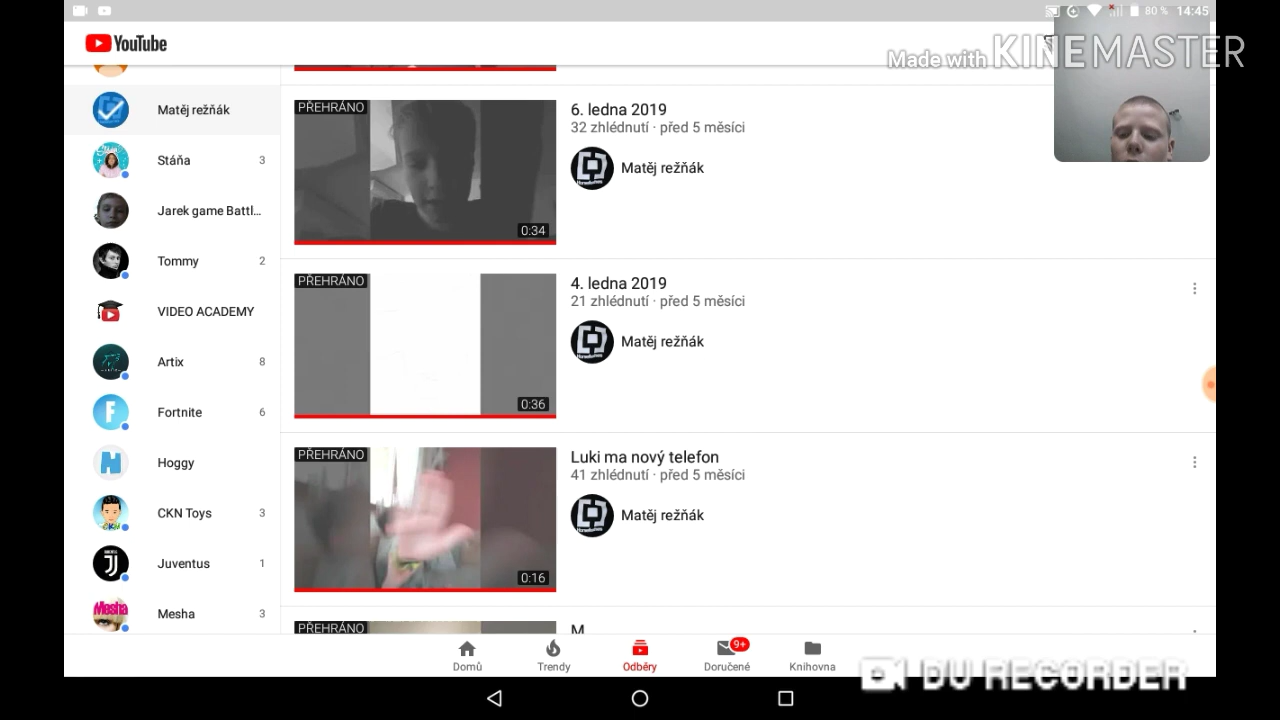 80 % 14:45
YouTube
Made with KINEMASTER
Matěj režňák
Stáňa 3
Jarek game Battl...
Tommy 2
VIDEO ACADEMY
Artix 8
Fortnite 6
Hoggy
CKN Toys 3
Juventus 1
Mesha 3
PŘEHRÁNO
0:34
6. ledna 2019
32 zhlédnutí · před 5 měsíci
Matěj režňák
PŘEHRÁNO
0:36
4. ledna 2019
21 zhlédnutí · před 5 měsíci
Matěj režňák
PŘEHRÁNO
0:16
Luki ma nový telefon
41 zhlédnutí · před 5 měsíci
Matěj režňák
PŘEHRÁNO
M
Domů
Trendy
Odběry
9+
Doručené
Knihovna
DU RECORDER